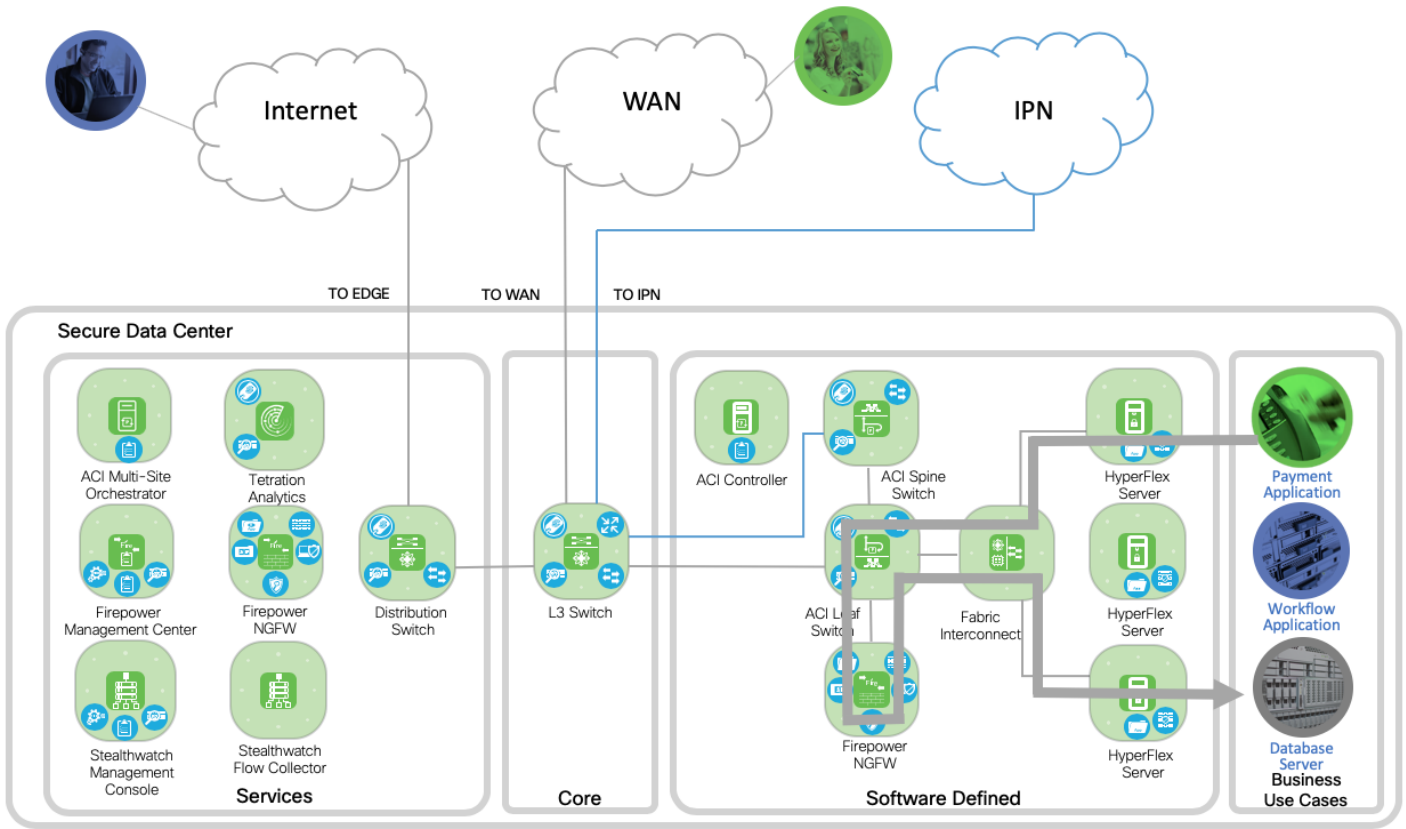 Internet
WAN
IPN
TO EDGE
TO WAN
TO IPN
Secure Data Center
ACI Multi-Site
Orchestrator
Tetration
Analytics
Firepower
Management Center
Firepower
NGFW
Distribution
Switch
Stealthwatch
Management
Console
Stealthwatch
Flow Collector
Services
L3 Switch
Core
ACI Controller
ACI Spine
Switch
ACI Leaf
Switch
Fabric
Interconnect
Firepower
NGFW
HyperFlex
Server
HyperFlex
Server
HyperFlex
Server
Software Defined
Payment
Application
Workflow
Application
Database
Server
Business
Use Cases